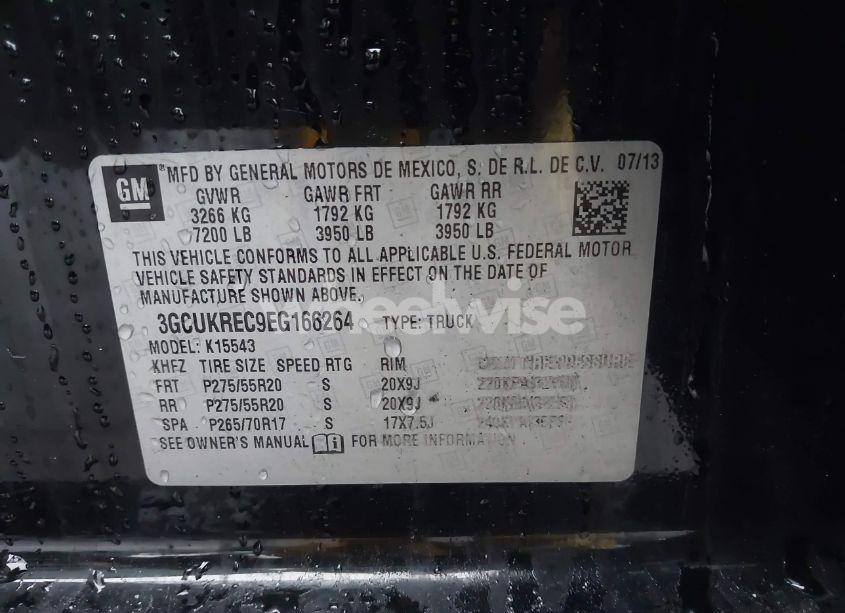 GM
®MFD BY GENERAL MOTORS DE MEXICO, S. DE R.L. DE C.V. 07/13
GVWR GAWR FRT GAWR RR
3266 KG 1792 KG 1792 KG
7200 LB 3950 LB 3950 LB
THIS VEHICLE CONFORMS TO ALL APPLICABLE U.S. FEDERAL MOTOR
VEHICLE SAFETY STANDARDS IN EFFECT ON THE DATE OF
MANUFACTURE SHOWN ABOVE.
wheelwise
3GCUKREC9EG166264 TYPE: TRUCK
MODEL: K15543
KHFZ TIRE SIZE SPEED RTG RIM
FRT P275/55R20 S 20X9J
RR P275/55R20 S 20X9J
SPA P265/70R17 S 17X7.5J
SEE OWNER'S MANUAL FOR MORE INFORMATION